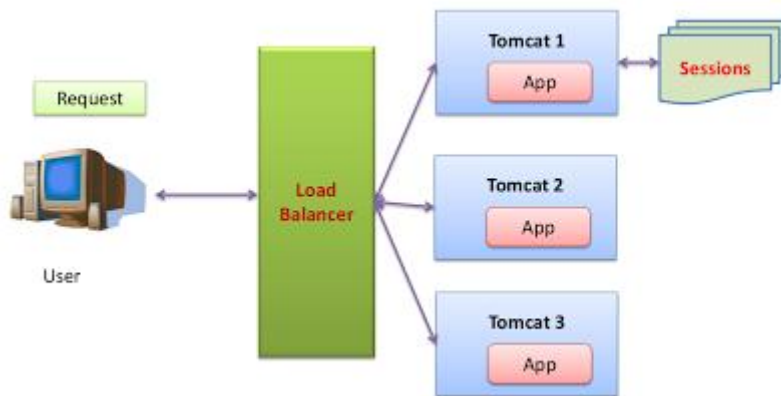 Request
User
Load
Balancer
Tomcat 1
App
Sessions
Tomcat 2
App
Tomcat 3
App